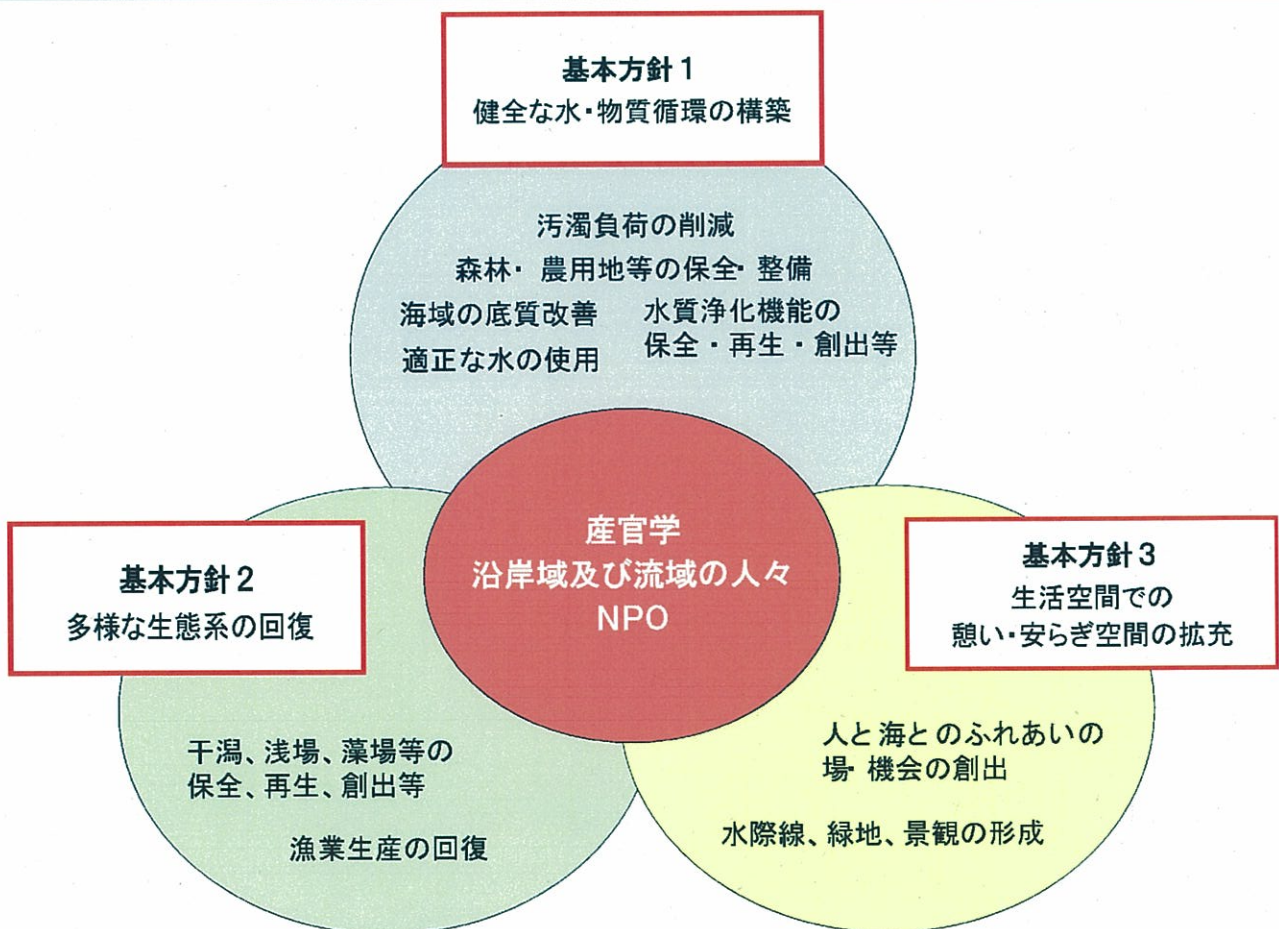 基本方針1
健全な水・物質循環の構築
汚濁負荷の削減
森林・農用地等の保全・整備
海域の底質改善
適正な水の使用
水質浄化機能の
保全・再生・創出等
産官学
沿岸域及び流域の人々
NPO
基本方針2
多様な生態系の回復
干潟、浅場、藻場等の
保全、再生、創出等
漁業生産の回復
基本方針3
生活空間での
憩い・安らぎ空間の拡充
人と海とのふれあいの
場・機会の創出
水際線、緑地、景観の形成